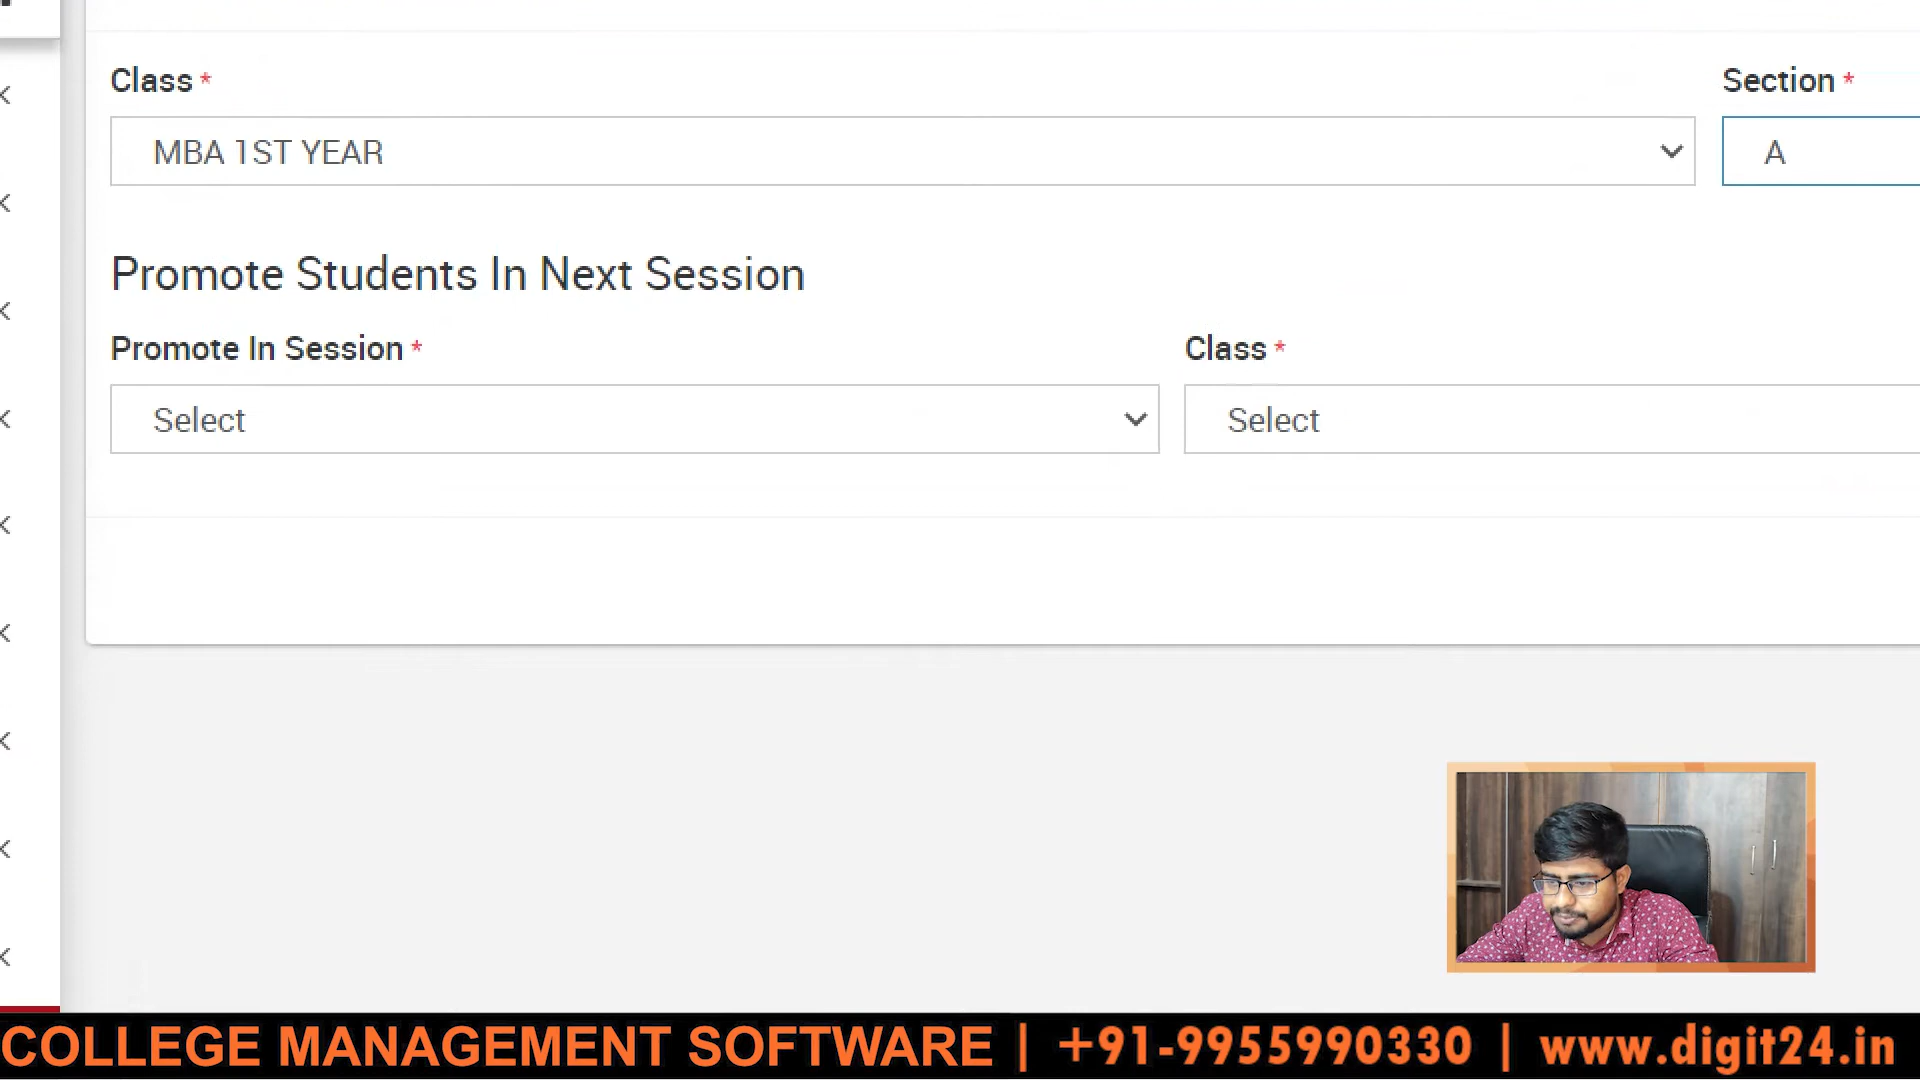 Class * Section *
MBA 1ST YEAR A
Promote Students In Next Session
Promote In Session * Class *
Select Select
COLLEGE MANAGEMENT SOFTWARE | +91-9955990330 | www.digit24.in